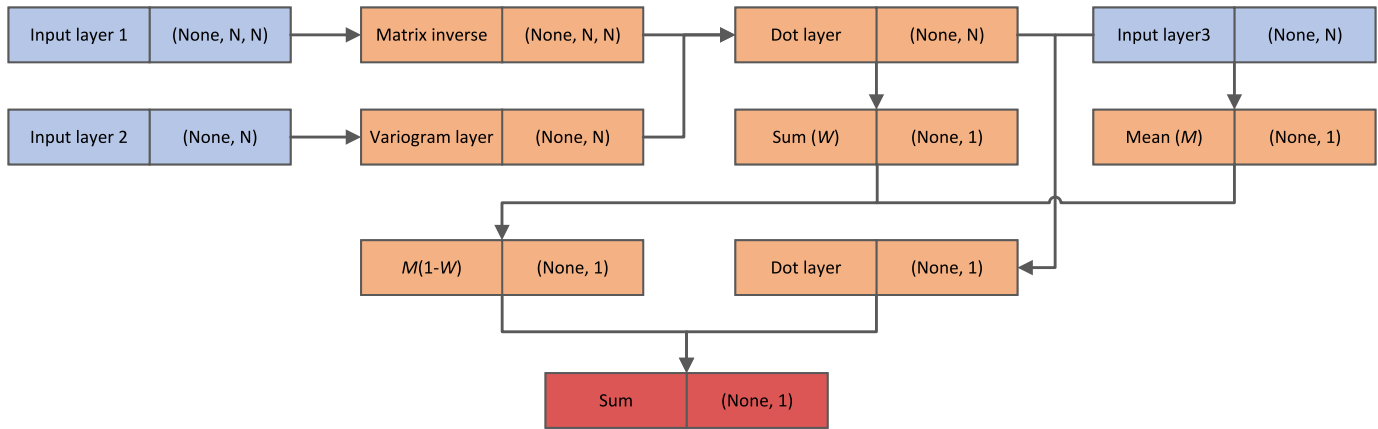 Input layer 1 (None, N, N) Matrix inverse (None, N, N) Dot layer (None, N) Input layer3 (None, N)
Input layer 2 (None, N) Variogram layer (None, N) Sum (W) (None, 1) Mean (M) (None, 1)
M(1-W) (None, 1) Dot layer (None, 1)
Sum (None, 1)